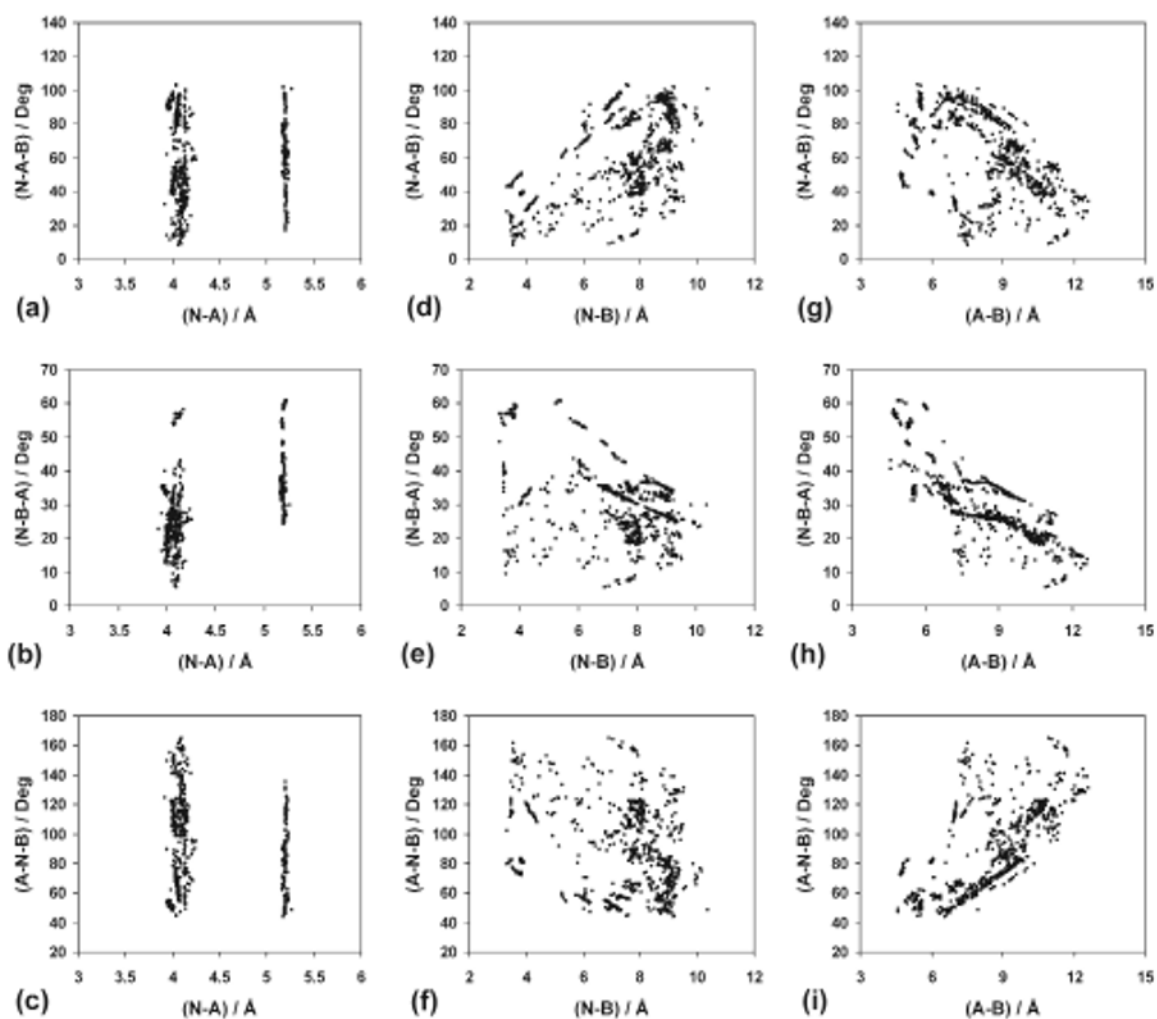 140 140 140
120 120 120
100 100 100
80 80 80
60 60 60
40 40 40
20 20 20
0 0 0
(N-A-B) / Deg (N-A-B) / Deg (N-A-B) / Deg
3 3.5 4 4.5 5 5.5 6 2 4 6 8 10 12 3 6 9 12 15
(a) (N-A) / Å (d) (N-B) / Å (g) (A-B) / Å
70 70 70
60 60 60
50 50 50
40 40 40
30 30 30
20 20 20
10 10 10
0 0 0
(N-B-A) / Deg (N-B-A) / Deg (N-B-A) / Deg
3 3.5 4 4.5 5 5.5 6 2 4 6 8 10 12 3 6 9 12 15
(b) (N-A) / Å (e) (N-B) / Å (h) (A-B) / Å
180 180 180
160 160 160
140 140 140
120 120 120
100 100 100
80 80 80
60 60 60
40 40 40
20 20 20
(A-N-B) / Deg (A-N-B) / Deg (A-N-B) / Deg
3 3.5 4 4.5 5 5.5 6 2 4 6 8 10 12 3 6 9 12 15
(c) (N-A) / Å (f) (N-B) / Å (i) (A-B) / Å